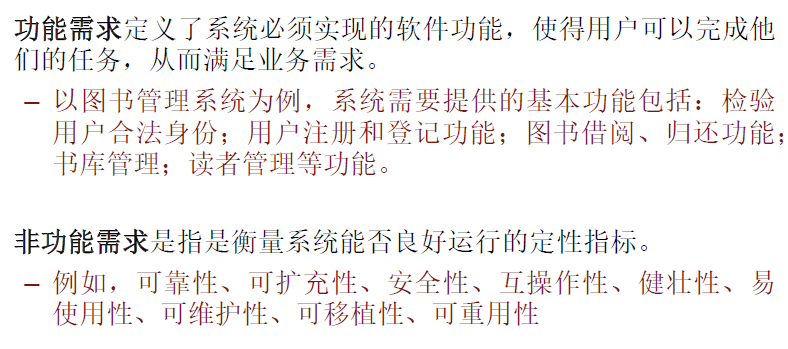 功能需求定义了系统必须实现的软件功能，使得用户可以完成他
们的任务，从而满足业务需求。
– 以图书管理系统为例，系统需要提供的基本功能包括：检验
用户合法身份；用户注册和登记功能；图书借阅、归还功能；
书库管理；读者管理等功能。
非功能需求是指是衡量系统能否良好运行的定性指标。
– 例如，可靠性、可扩充性、安全性、互操作性、健壮性、易
使用性、可维护性、可移植性、可重用性